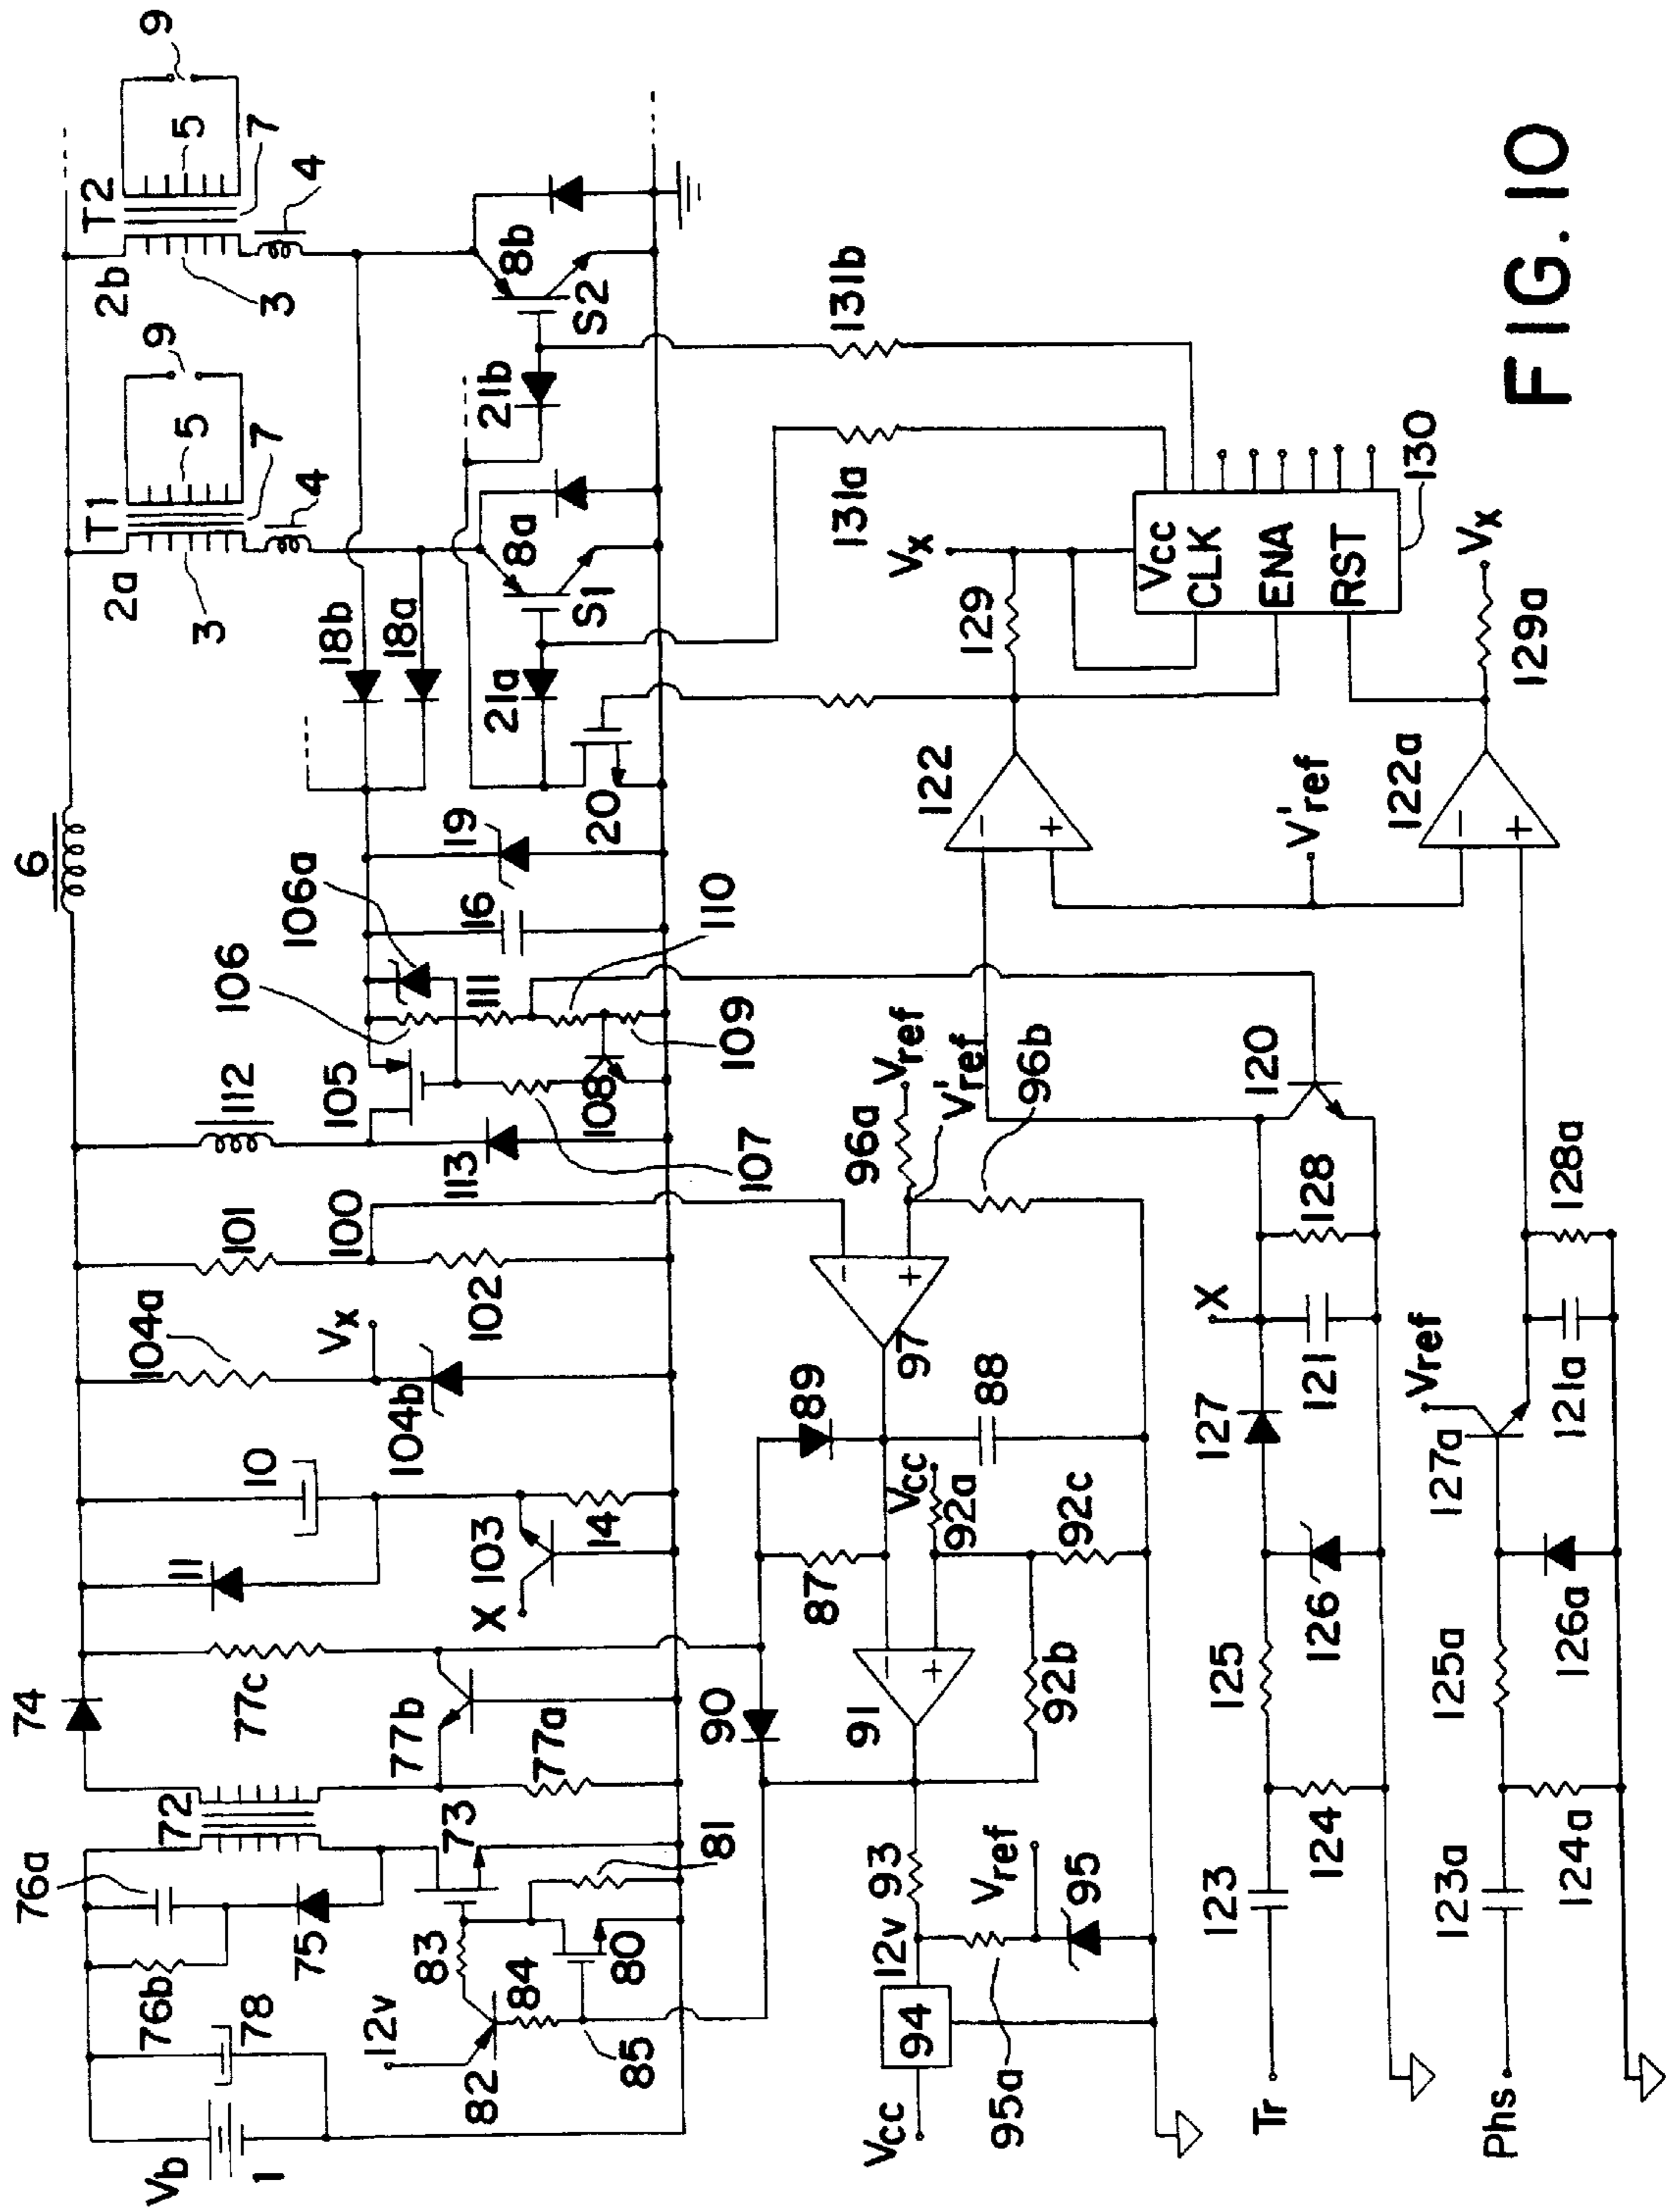 6
T1
T2
9
9
2a
2b
5
5
7
7
3
3
4
4
74
11
10
104a
101
112
106
106a
18b
18a
76a
72
77c
X 103
Vx
100
105
111
16
19
21a
21b
8a
8b
S1
S2
20
76b
75
73
77b
77a
14
104b
102
113
107
108
109
110
Vb
1
78
12v
82
83
84
80
81
85
90
89
87
88
97
96a
Vref
V'ref
96b
91
92a
Vcc
92b
92c
Vcc
94
12v
93
95a
Vref
95
131a
131b
122
129
Vx
Vcc
CLK
ENA
RST
130
V'ref
122a
129a
Vx
Tr
123
124
125
126
127
X
121
128
120
Phs
123a
124a
125a
126a
127a
Vref
121a
128a
FIG. 10